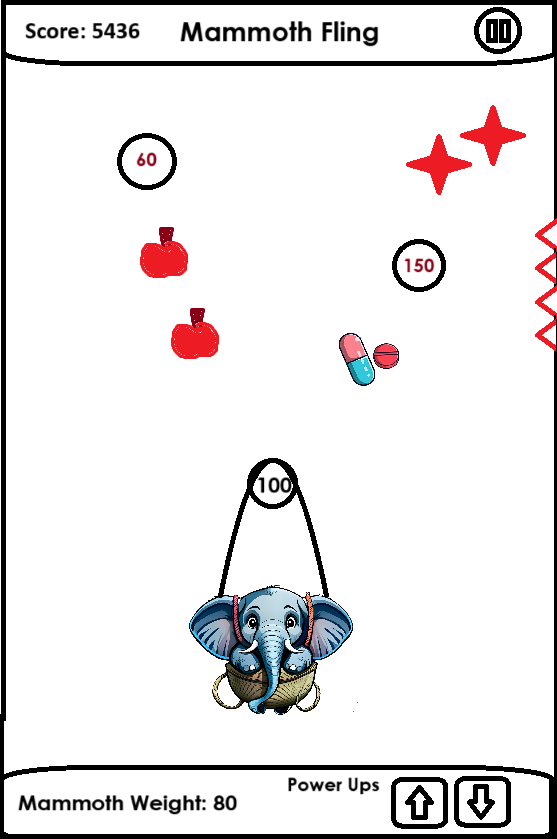 Score: 5436
Mammoth Fling
60
150
100
Power Ups
Mammoth Weight: 80